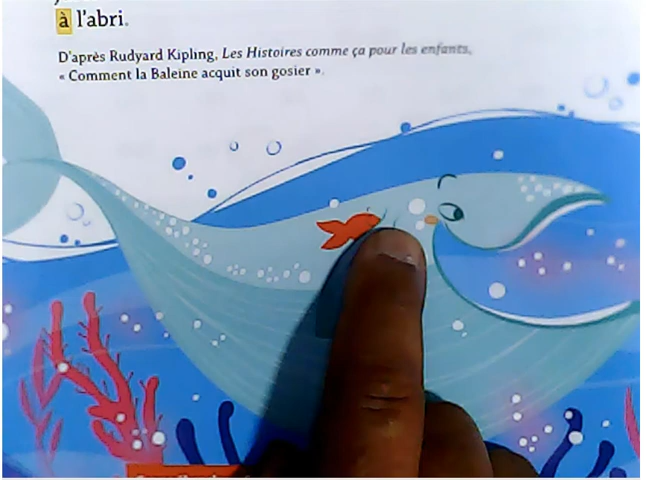 à l'abri.
D'après Rudyard Kipling, Les Histoires comme ça pour les enfants,
« Comment la Baleine acquit son gosier ».